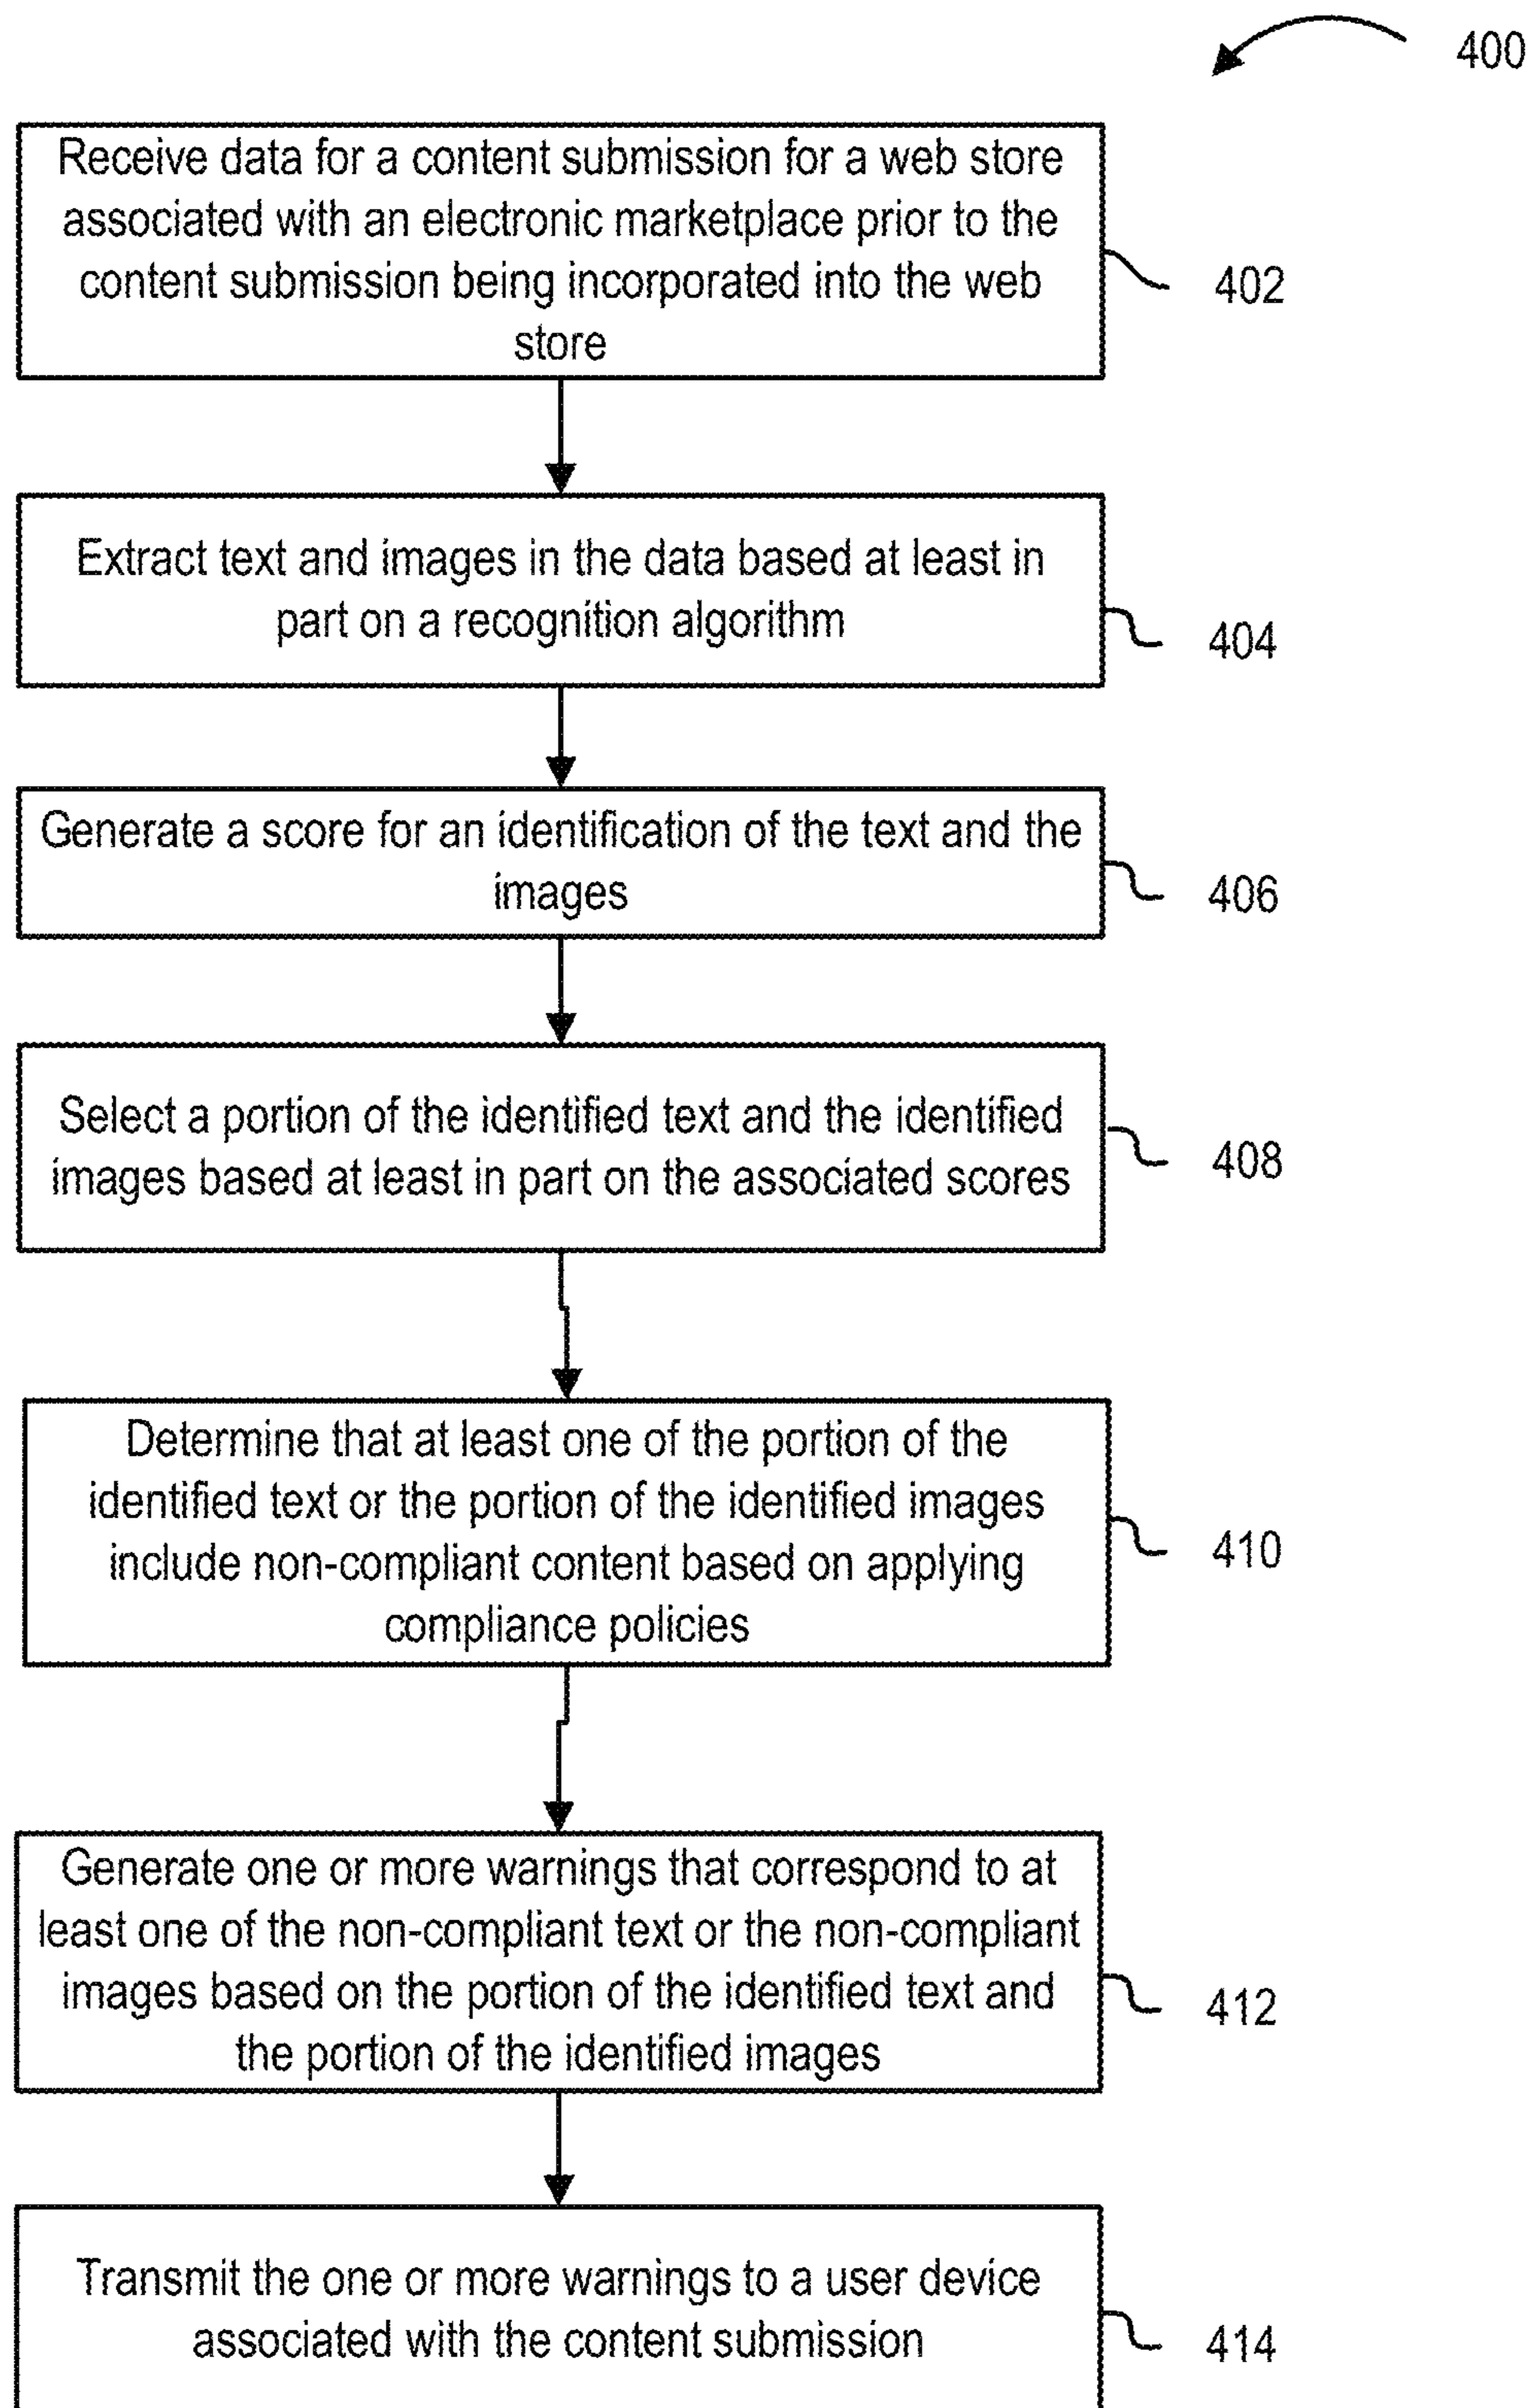 400
Receive data for a content submission for a web store
associated with an electronic marketplace prior to the
content submission being incorporated into the web
store
402
Extract text and images in the data based at least in
part on a recognition algorithm
404
Generate a score for an identification of the text and the
images
406
Select a portion of the identified text and the identified
images based at least in part on the associated scores
408
Determine that at least one of the portion of the
identified text or the portion of the identified images
include non-compliant content based on applying
compliance policies
410
Generate one or more warnings that correspond to at
least one of the non-compliant text or the non-compliant
images based on the portion of the identified text and
the portion of the identified images
412
Transmit the one or more warnings to a user device
associated with the content submission
414